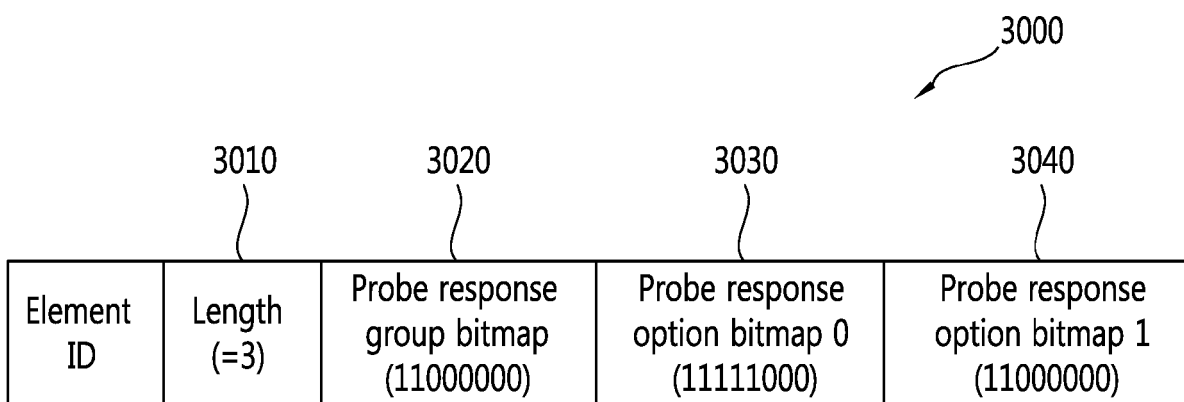 3000
3010 3020 3030 3040
Element ID
Length (=3)
Probe response group bitmap (11000000)
Probe response option bitmap 0 (11111000)
Probe response option bitmap 1 (11000000)